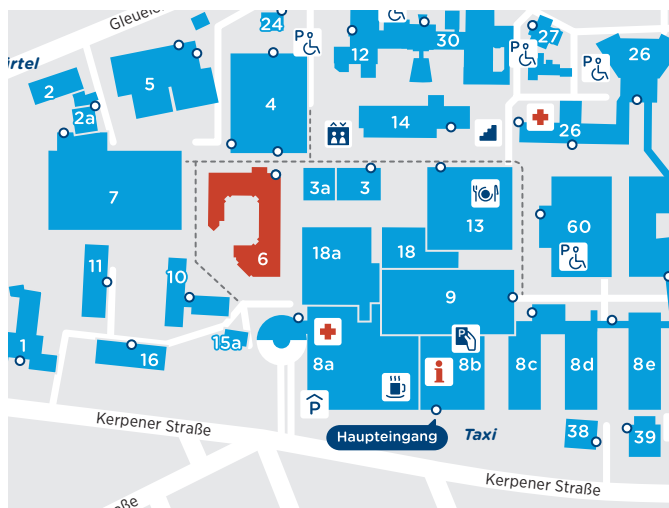 Gleuel
24
P
12
30
27
P
26
irtel
2
5
4
P
2a
14
26
7
3a
3
13
6
60
18a
18
P
11
10
9
1
15a
P
16
8a
i
8b
8c
8d
8e
P
Kerpener Straße
Haupteingang
Taxi
38
39
Kerpener Straße
aße